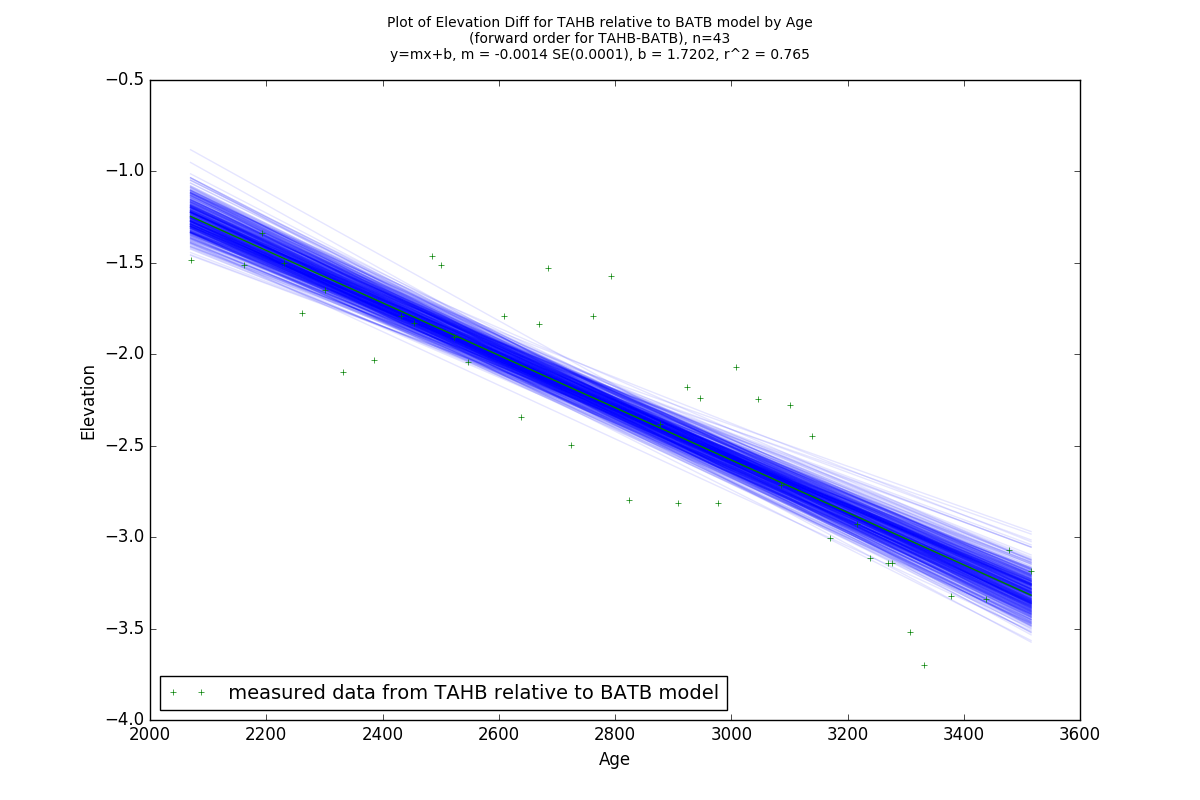 Plot of Elevation Diff for TAHB relative to BATB model by Age
(forward order for TAHB-BATB), n=43
y=mx+b, m = -0.0014 SE(0.0001), b = 1.7202, r^2 = 0.765
−0.5
−1.0
−1.5
−2.0
−2.5
−3.0
−3.5
−4.0
Elevation
measured data from TAHB relative to BATB model
2000 2200 2400 2600 2800 3000 3200 3400 3600
Age